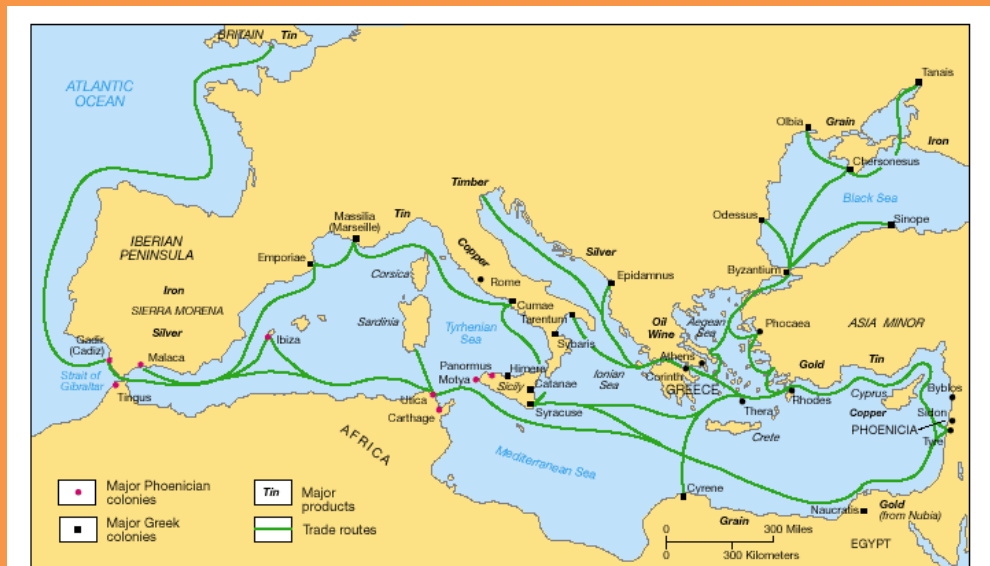 BRITAIN Tin
ATLANTIC
OCEAN
Tanais
Olbia
Grain
Iron
Chersonesus
Black Sea
Timber
Massilia
(Marseille)
Tin
Odessus
Sinope
IBERIAN
PENINSULA
Emporiae
Copper
Silver
Corsica
Rome
Epidamnus
Byzantium
Iron
SIERRA MORENA
Silver
Sardinia
Cumae
Tarentum
Oil
Wine
Aegean
Sea
Phocaea
ASIA MINOR
Gadir
(Cadiz)
Malaca
Ibiza
Tyrrhenian
Sea
Sybaris
Athens
Strait of
Gibraltar
Tingus
Panormus
Himera
Motya
Sicily
Catanae
Ionian
Sea
Corinth
GREECE
Gold
Tin
Utica
Carthage
Syracuse
Thera
Rhodes
Cyprus
Byblos
Copper
Sidon
PHOENICIA
Tyre
Crete
AFRICA
Mediterranean Sea
Cyrene
Naucratis
Gold
(from Nubia)
Grain
EGYPT
Major Phoenician
colonies
Tin
Major
products
Major Greek
colonies
Trade routes
0 300 Miles
0 300 Kilometers